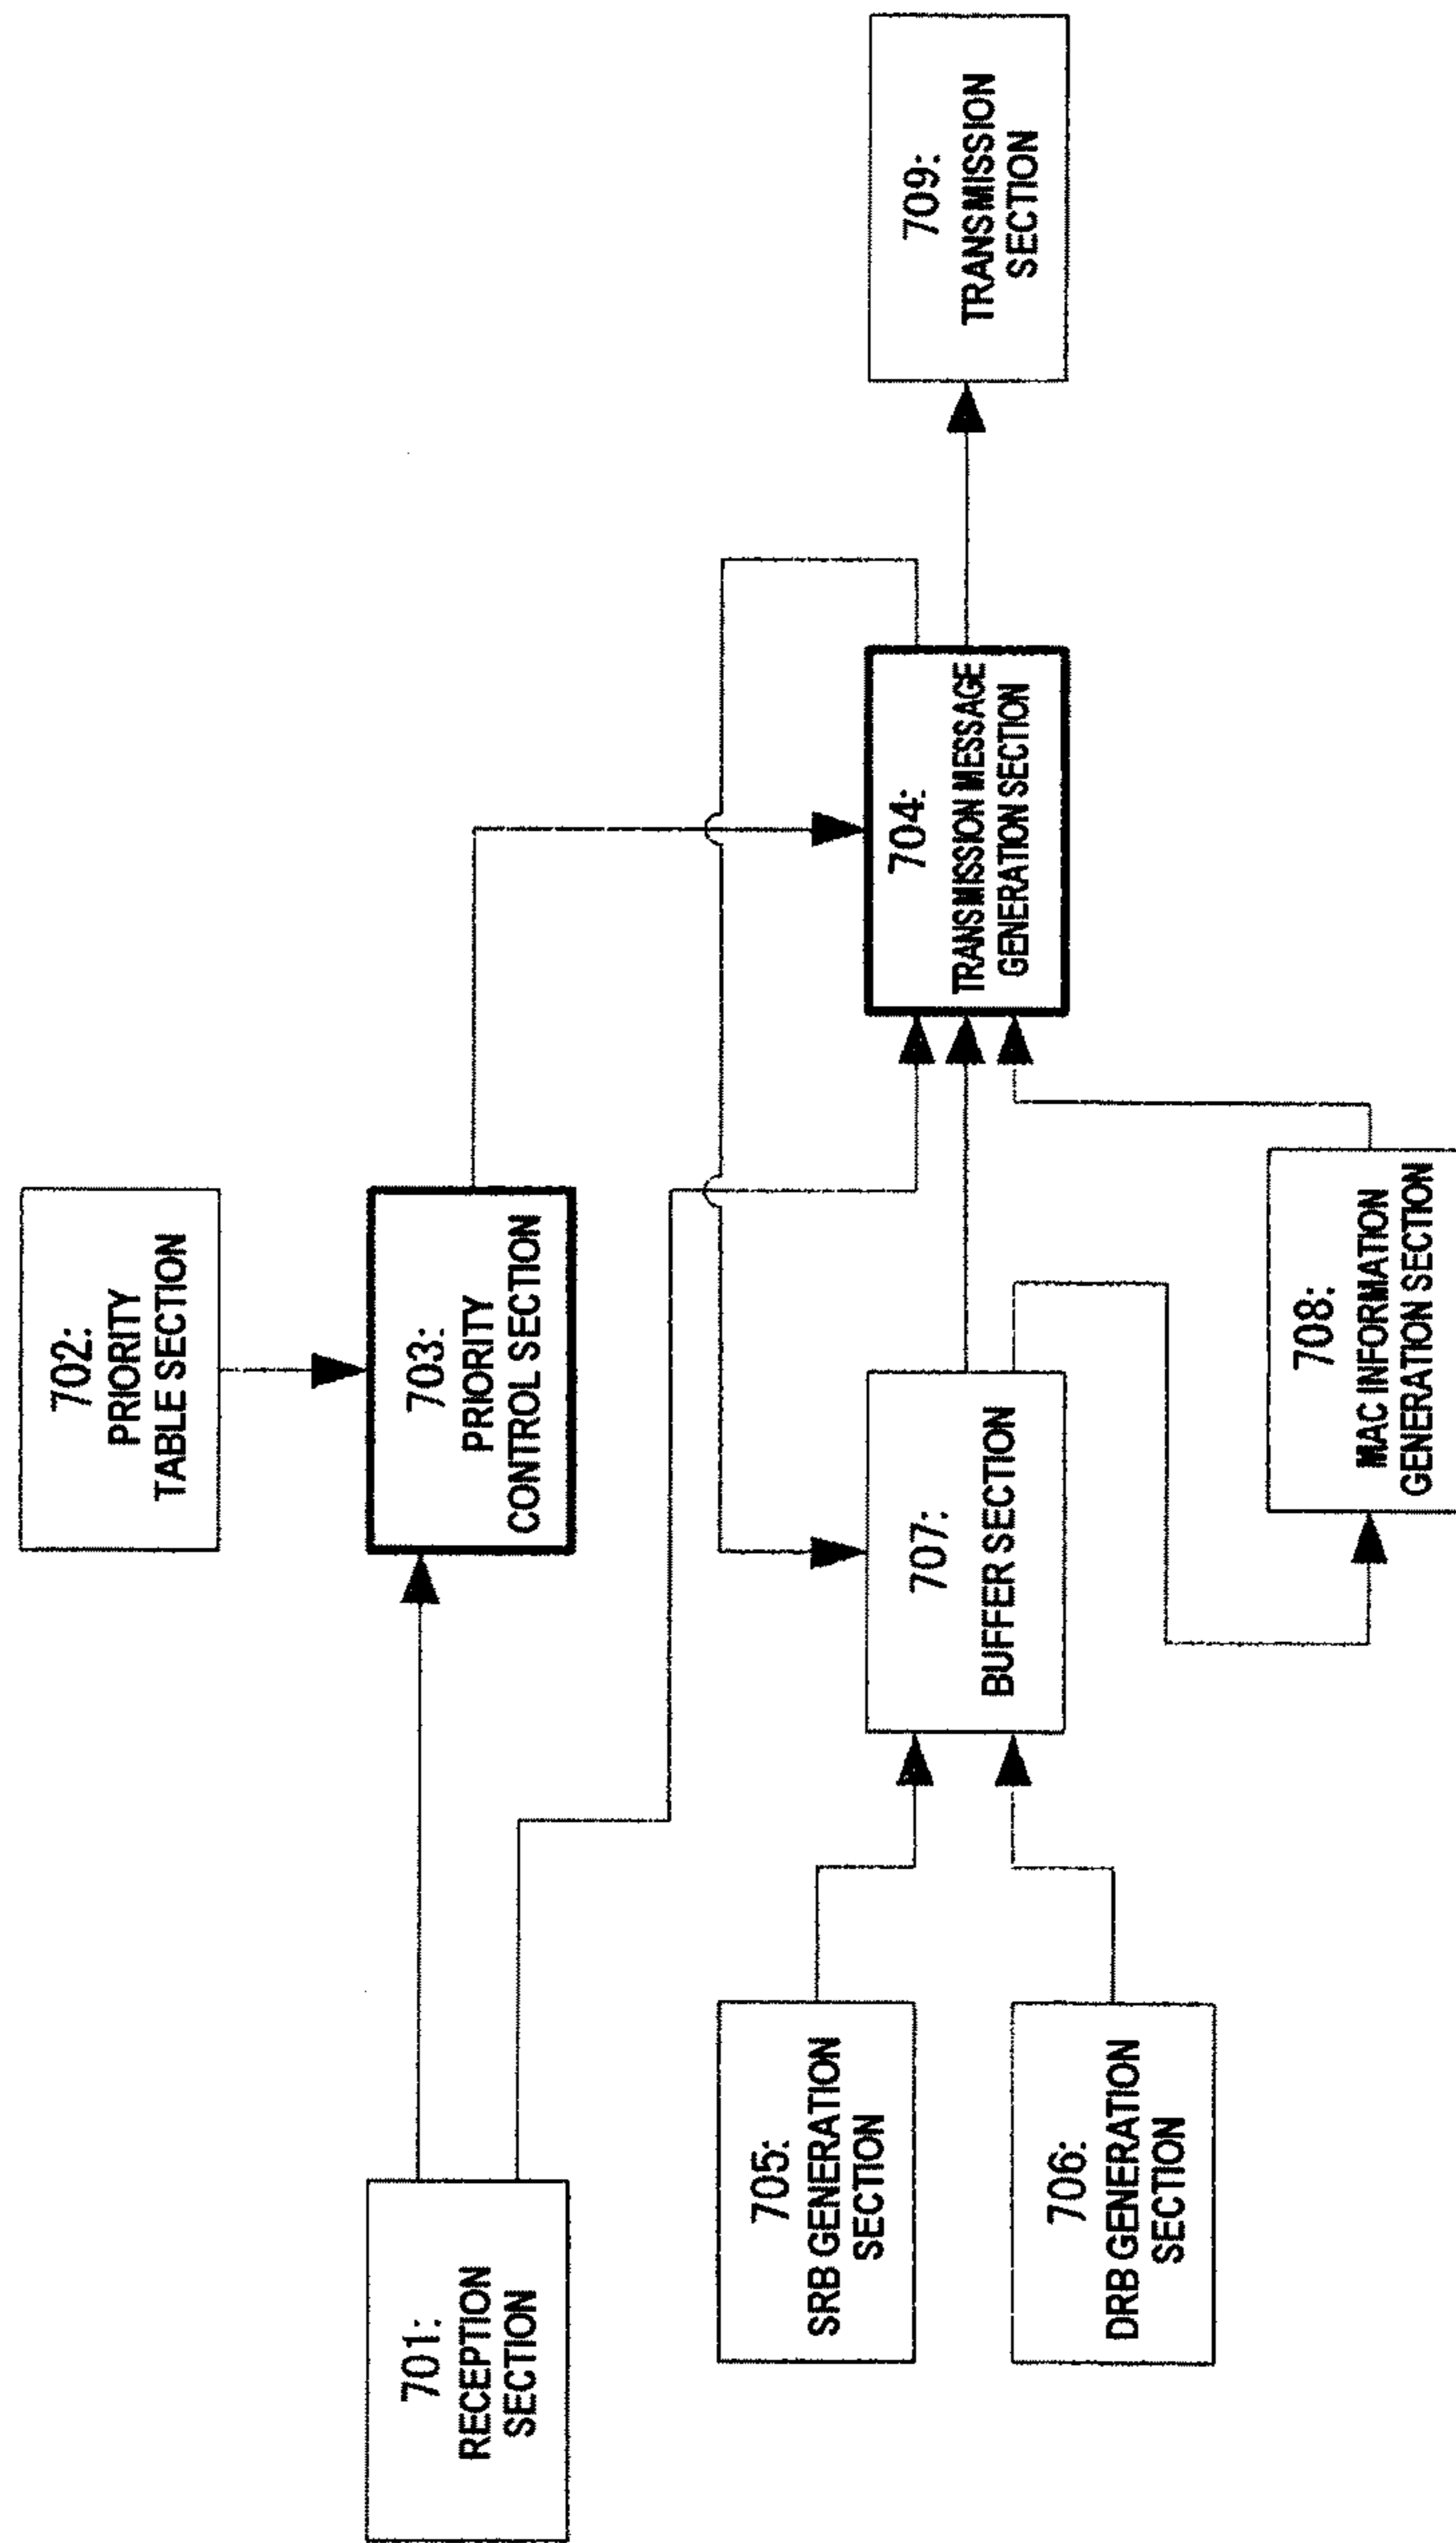 701:
RECEPTION
SECTION
702:
PRIORITY
TABLE SECTION
703:
PRIORITY
CONTROL SECTION
704:
TRANSMISSION MESSAGE
GENERATION SECTION
705:
SRB GENERATION
SECTION
706:
DRB GENERATION
SECTION
707:
BUFFER SECTION
708:
MAC INFORMATION
GENERATION SECTION
709:
TRANSMISSION
SECTION